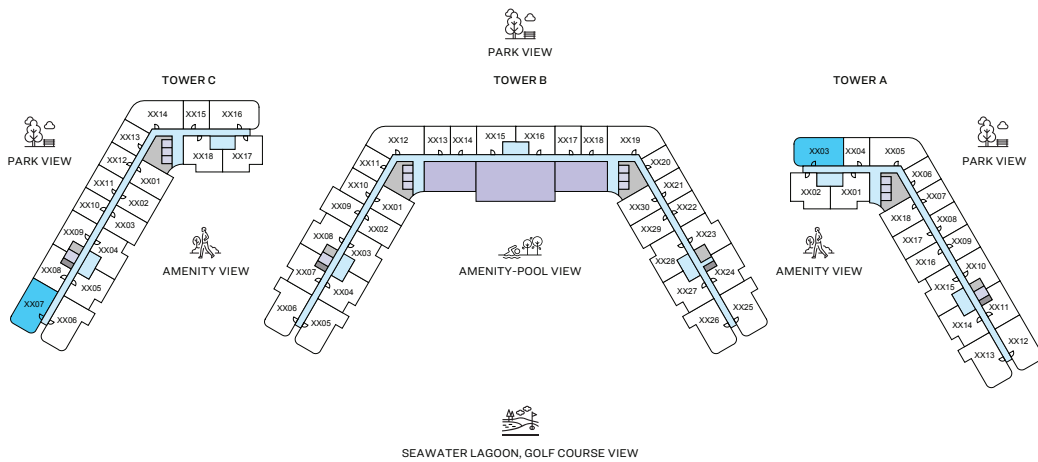 PARK VIEW
TOWER C
TOWER B
TOWER A
PARK VIEW
PARK VIEW
XX14
XX15
XX16
XX13
XX12
XX11
XX10
XX09
XX08
XX07
XX06
XX05
XX04
XX03
XX02
XX01
XX18
XX17
AMENITY VIEW
XX12
XX13
XX14
XX15
XX16
XX17
XX18
XX19
XX11
XX10
XX09
XX08
XX07
XX06
XX05
XX04
XX03
XX02
XX01
XX20
XX21
XX22
XX23
XX24
XX25
XX26
XX27
XX28
XX29
XX30
AMENITY-POOL VIEW
XX03
XX04
XX05
XX02
XX01
XX06
XX07
XX08
XX09
XX10
XX11
XX12
XX13
XX14
XX15
XX16
XX17
XX18
AMENITY VIEW
SEAWATER LAGOON, GOLF COURSE VIEW